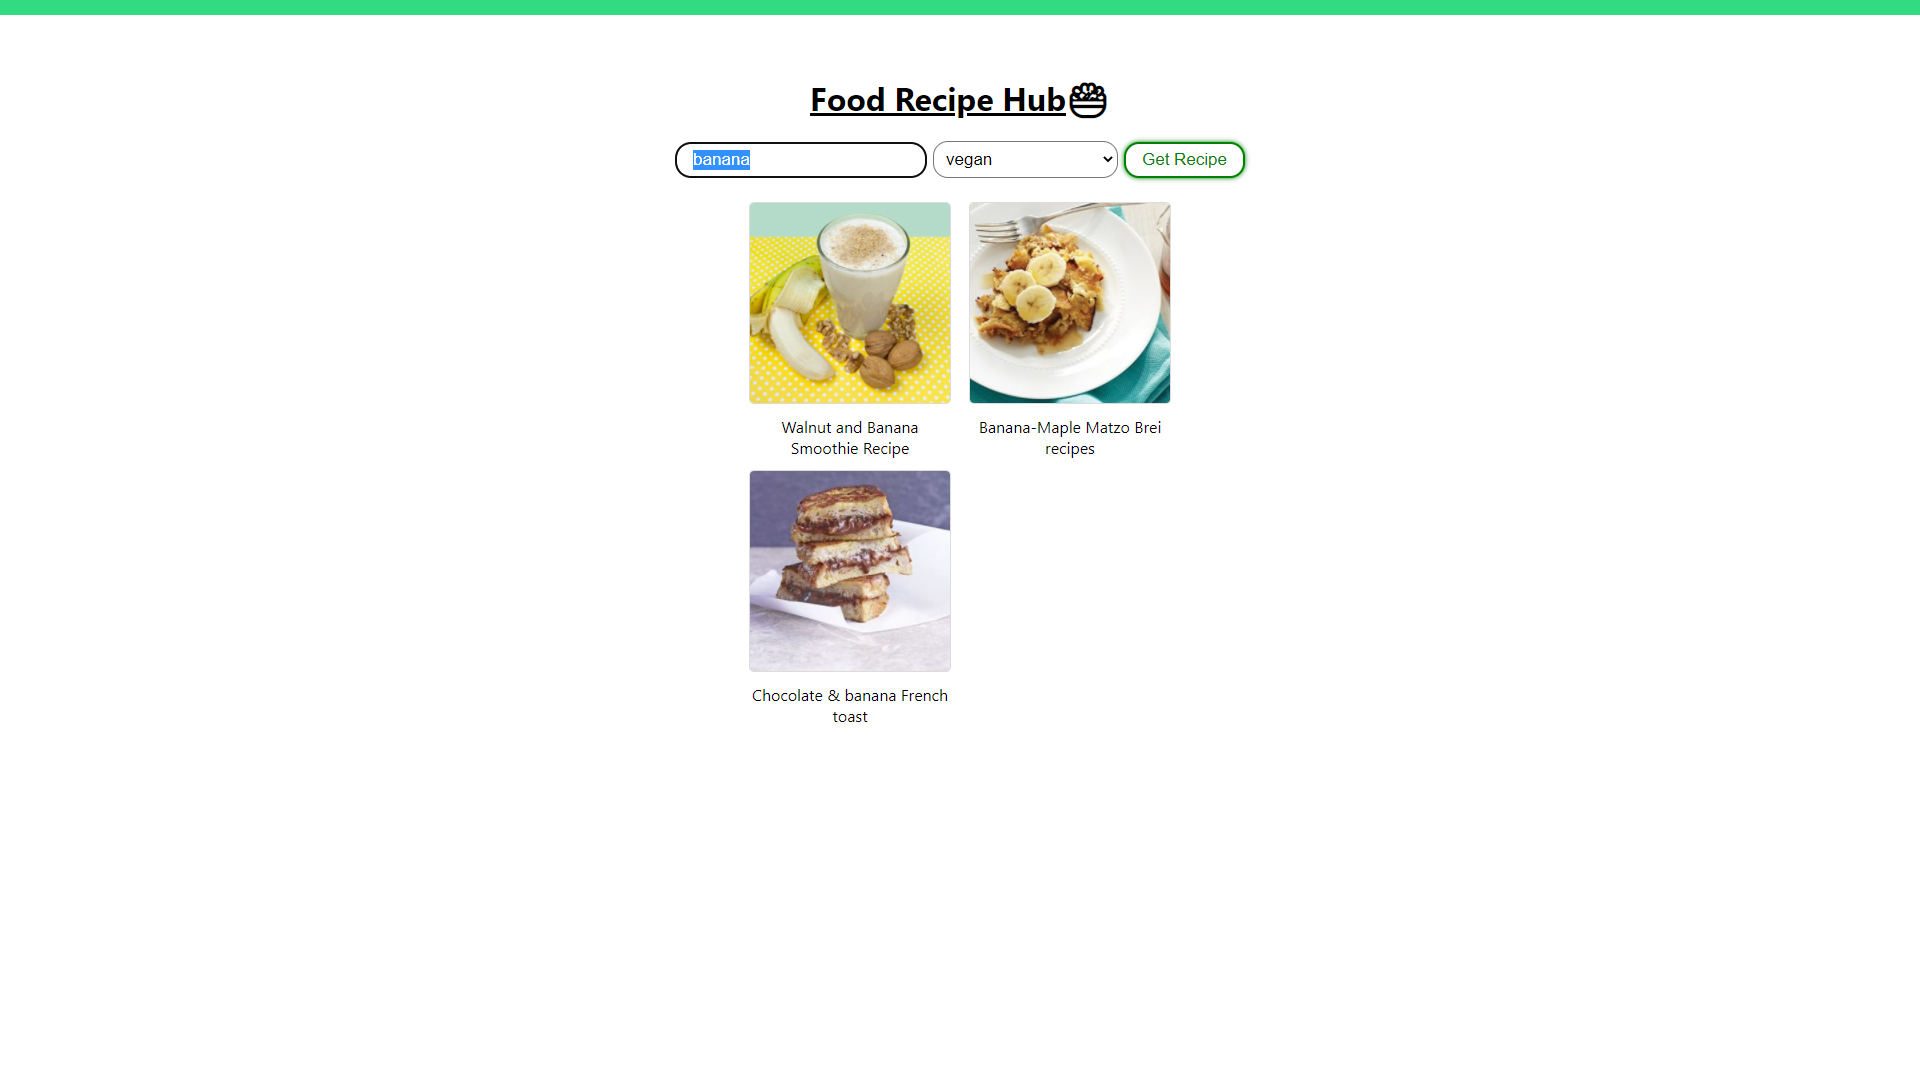 Food Recipe Hub
banana
vegan
Get Recipe
Walnut and Banana
Smoothie Recipe
Banana-Maple Matzo Brei
recipes
Chocolate & banana French
toast